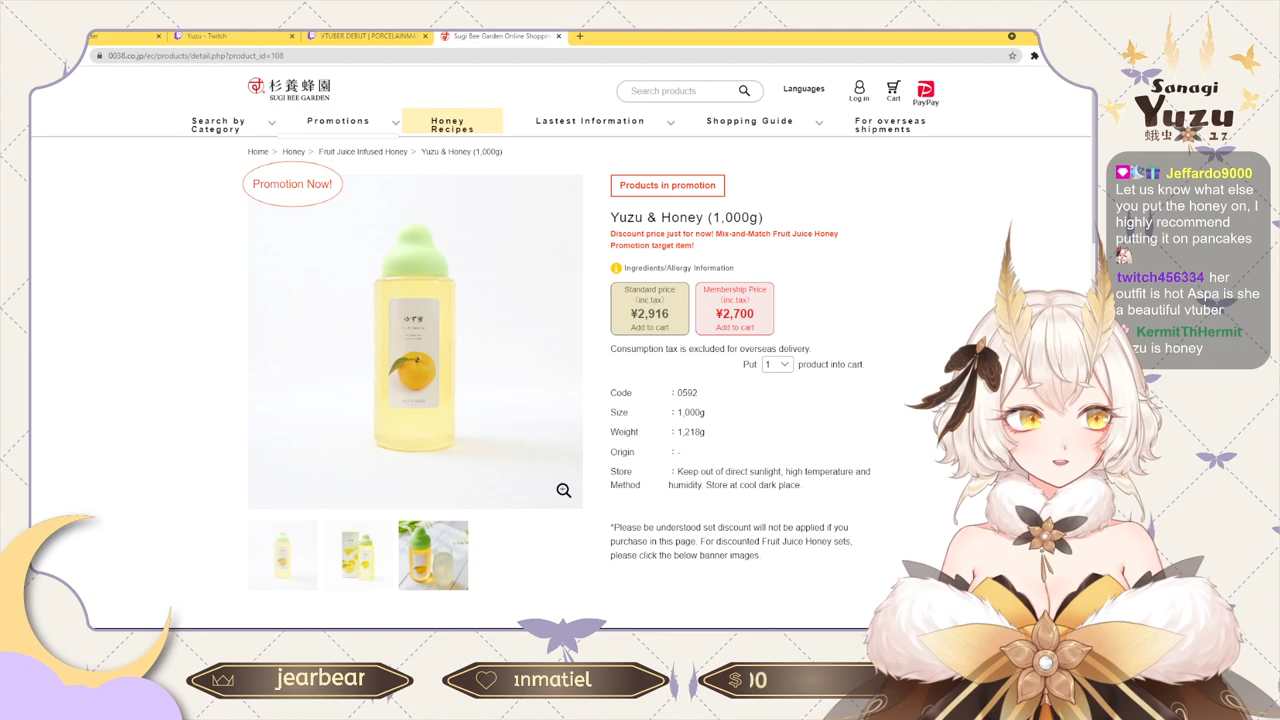 Yuzu - Twitch
VTUBER DEBUT | PORCELAINMA
Sugi Bee Garden Online Shoppin
0038.co.jp/ec/products/detail.php?product_id=108
杉養蜂園
SUGI BEE GARDEN
Search products
Languages
Log in
Cart
PayPay
Search by
Category
Promotions
Honey
Recipes
Lastest Information
Shopping Guide
For overseas
shipments
Home > Honey > Fruit Juice Infused Honey > Yuzu & Honey (1,000g)
Promotion Now!
Products in promotion
Yuzu & Honey (1,000g)
Discount price just for now! Mix-and-Match Fruit Juice Honey
Promotion target item!
Ingredients/Allergy Information
Standard price
(inc.tax)
¥2,916
Add to cart
Membership Price
(inc.tax)
¥2,700
Add to cart
Consumption tax is excluded for overseas delivery.
Put 1 product into cart.
Code : 0592
Size : 1,000g
Weight : 1,218g
Origin : -
Store : Keep out of direct sunlight, high temperature and
Method humidity. Store at cool dark place.
*Please be understood set discount will not be applied if you
purchase in this page. For discounted Fruit Juice Honey sets,
please click the below banner images.
ゆず蜜
Sanagi
Yuzu
蛾虫 ユズ
Jeffardo9000
Let us know what else
you put the honey on, I
highly recommend
putting it on pancakes
twitch456334 her
outfit is hot Aspa is she
a beautiful vtuber
KermitThHermit
zu is honey
jearbear
inmatiel
$ 00